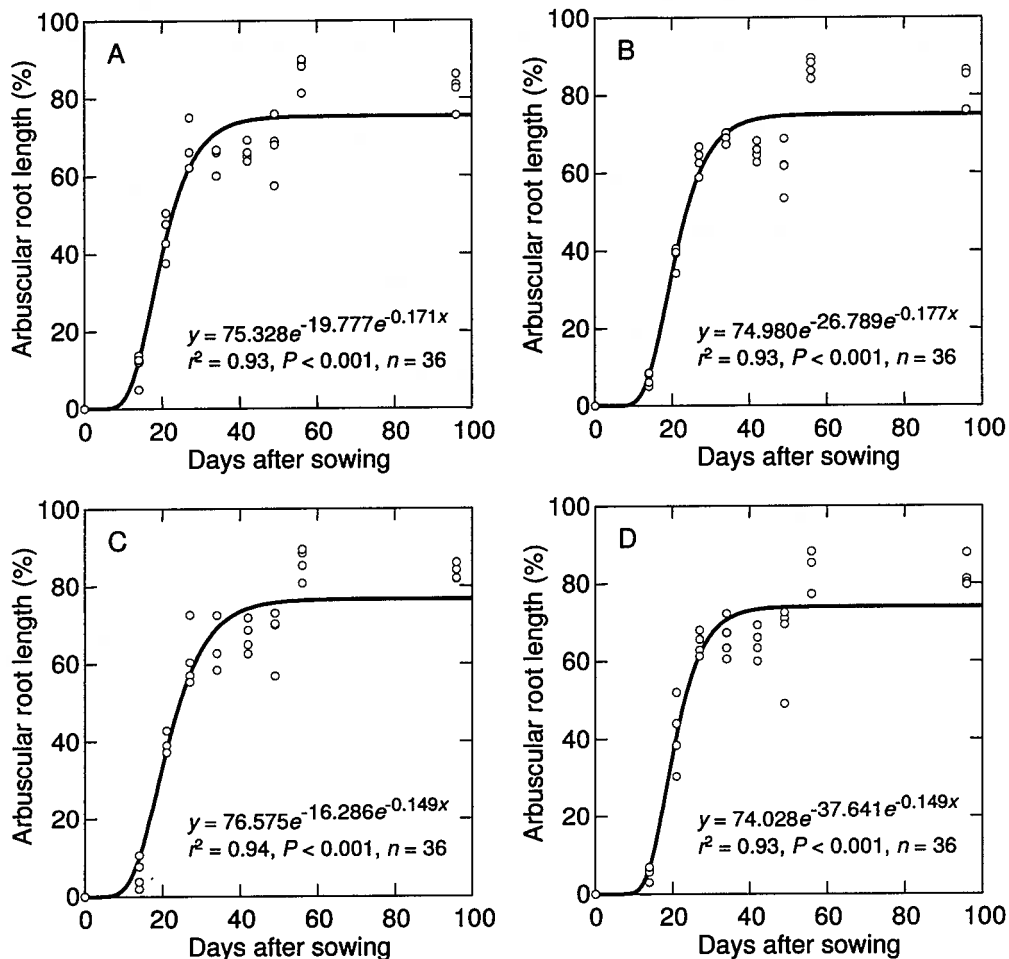 A
Arbuscular root length (%)
100
80
60
40
20
0
y = 75.328e^-19.777e^-0.171x
r² = 0.93, P < 0.001, n = 36
0 20 40 60 80 100
Days after sowing
B
Arbuscular root length (%)
100
80
60
40
20
0
y = 74.980e^-26.789e^-0.177x
r² = 0.93, P < 0.001, n = 36
0 20 40 60 80 100
Days after sowing
C
Arbuscular root length (%)
100
80
60
40
20
0
y = 76.575e^-16.286e^-0.149x
r² = 0.94, P < 0.001, n = 36
0 20 40 60 80 100
Days after sowing
D
Arbuscular root length (%)
100
80
60
40
20
0
y = 74.028e^-37.641e^-0.149x
r² = 0.93, P < 0.001, n = 36
0 20 40 60 80 100
Days after sowing